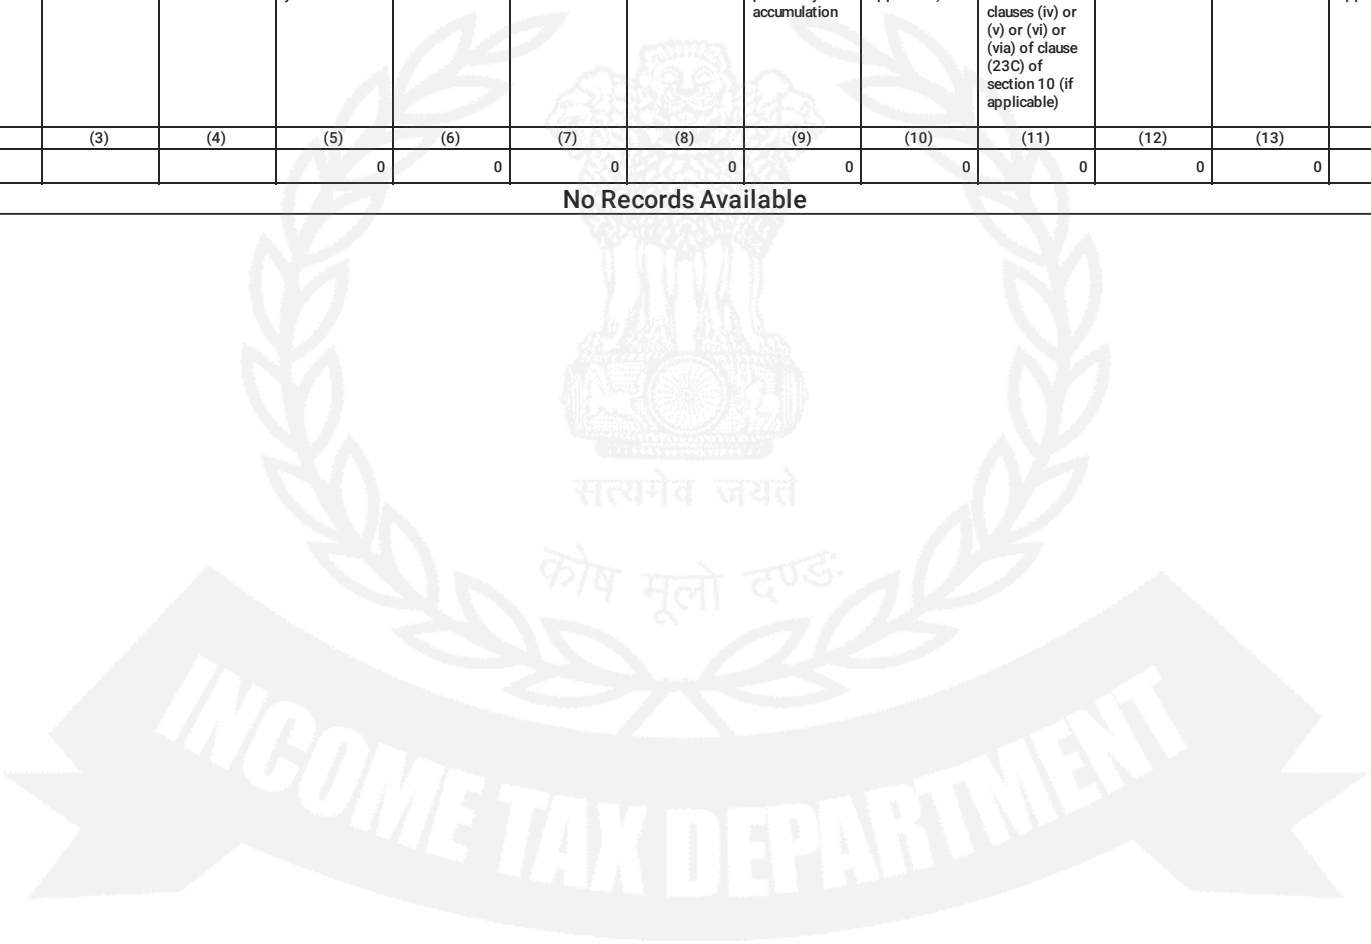 accumulation
clauses (iv) or
(v) or (vi) or
(via) of clause
(23C) of
section 10 (if
applicable)
(3) (4) (5) (6) (7) (8) (9) (10) (11) (12) (13)
0 0 0 0 0 0 0 0 0
No Records Available
सत्यमेव जयते
कोष मूलो दण्डः
INCOME TAX DEPARTMENT